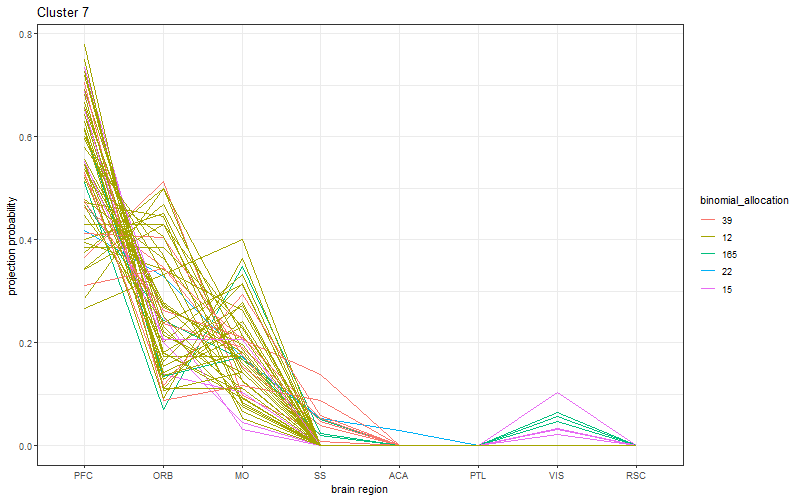 Cluster 7
projection probability
0.8
0.6
0.4
0.2
0.0
PFC ORB MO SS ACA PTL VIS RSC
brain region
binomial_allocation
39
12
165
22
15